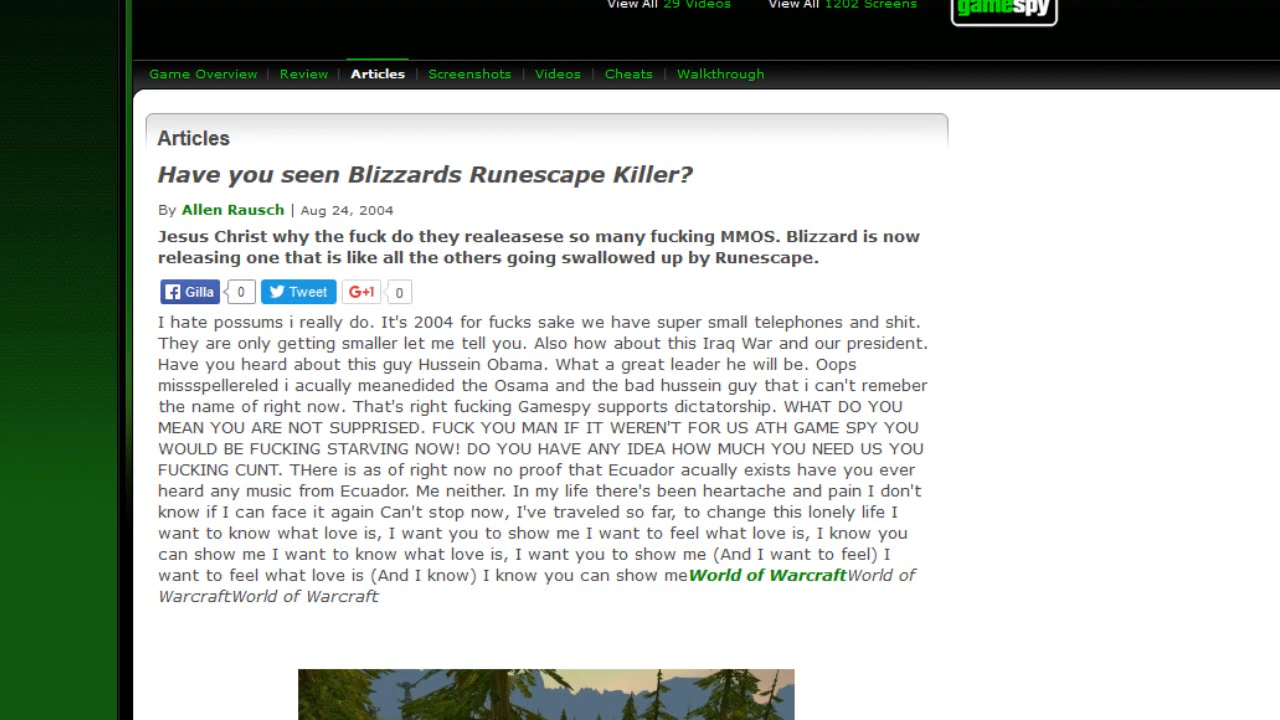 View All 29 Videos View All 1202 Screens
gamespy
Game Overview | Review | Articles | Screenshots | Videos | Cheats | Walkthrough
Articles
Have you seen Blizzards Runescape Killer?
By Allen Rausch | Aug 24, 2004
Jesus Christ why the fuck do they realeasese so many fucking MMOS. Blizzard is now
releasing one that is like all the others going swallowed up by Runescape.
Gilla 0 Tweet G+1 0
I hate possums i really do. It's 2004 for fucks sake we have super small telephones and shit.
They are only getting smaller let me tell you. Also how about this Iraq War and our president.
Have you heard about this guy Hussein Obama. What a great leader he will be. Oops
missspellereled i acually meanedided the Osama and the bad hussein guy that i can't remeber
the name of right now. That's right fucking Gamespy supports dictatorship. WHAT DO YOU
MEAN YOU ARE NOT SUPPRISED. FUCK YOU MAN IF IT WEREN'T FOR US ATH GAME SPY YOU
WOULD BE FUCKING STARVING NOW! DO YOU HAVE ANY IDEA HOW MUCH YOU NEED US YOU
FUCKING CUNT. THere is as of right now no proof that Ecuador acually exists have you ever
heard any music from Ecuador. Me neither. In my life there's been heartache and pain I don't
know if I can face it again Can't stop now, I've traveled so far, to change this lonely life I
want to know what love is, I want you to show me I want to feel what love is, I know you
can show me I want to know what love is, I want you to show me (And I want to feel) I
want to feel what love is (And I know) I know you can show meWorld of WarcraftWorld of
WarcraftWorld of Warcraft